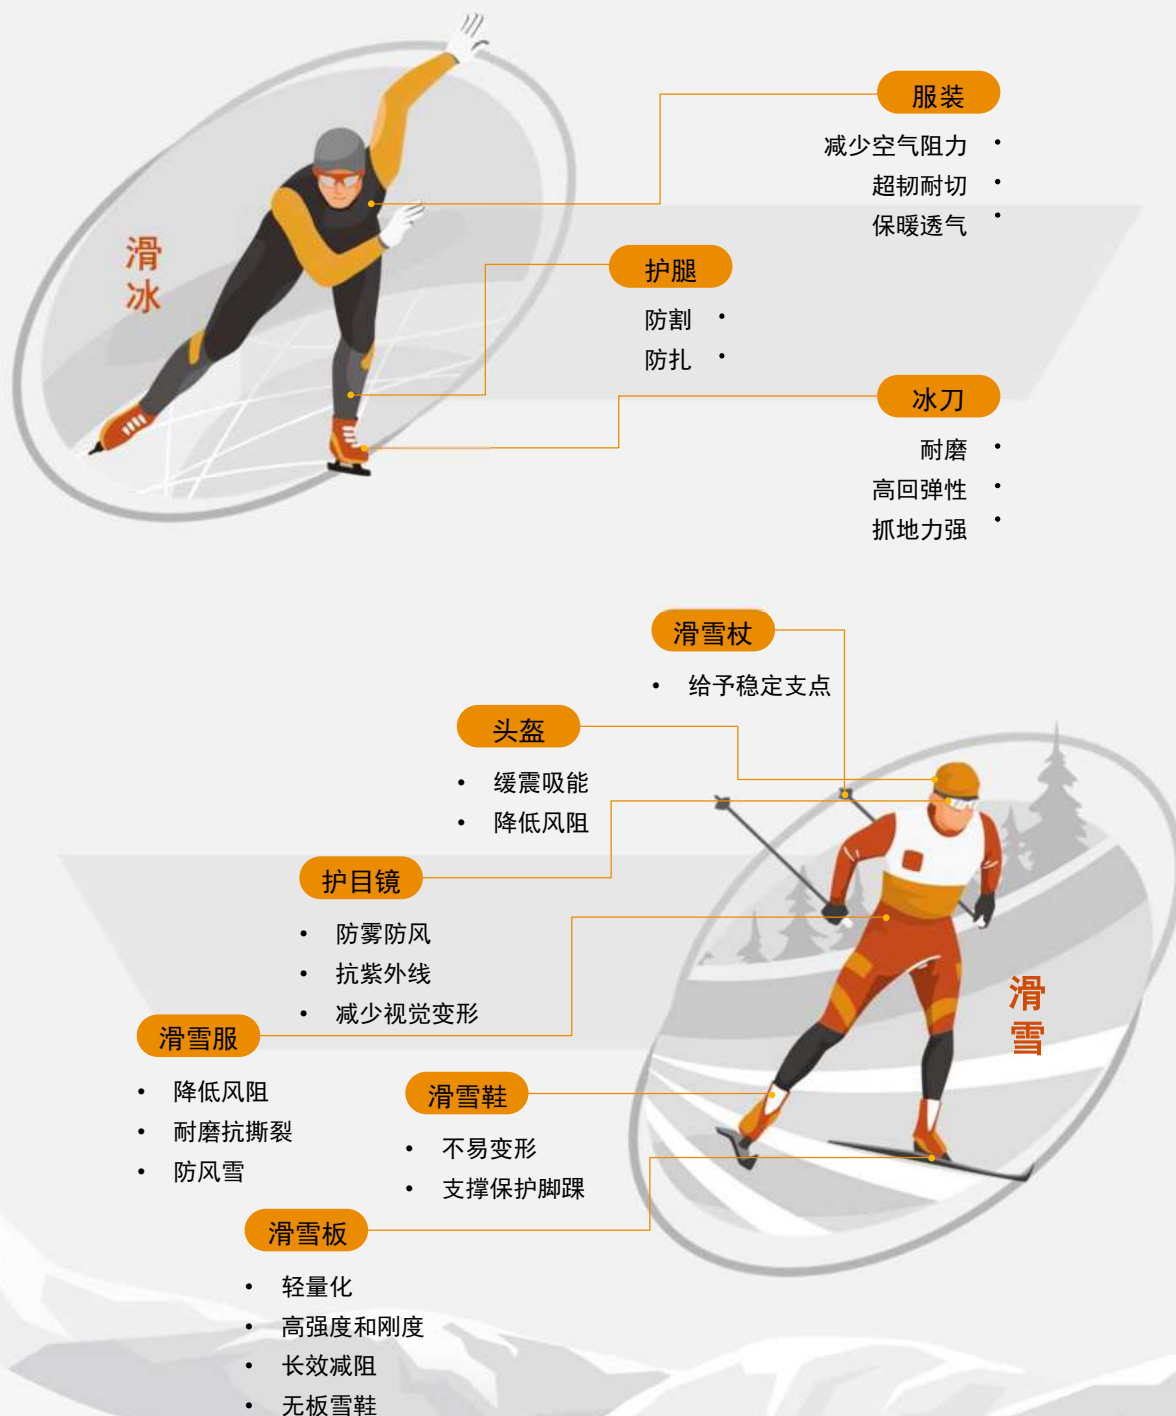 服装
• 减少空气阻力
• 超韧耐切
• 保暖透气
滑冰
护腿
• 防割
• 防扎
冰刀
• 耐磨
• 高回弹性
• 抓地力强
滑雪杖
• 给予稳定支点
头盔
• 缓震吸能
• 降低风阻
护目镜
• 防雾防风
• 抗紫外线
• 减少视觉变形
滑雪
滑雪服
• 降低风阻
• 耐磨抗撕裂
• 防风雪
滑雪鞋
• 不易变形
• 支撑保护脚踝
滑雪板
• 轻量化
• 高强度和刚度
• 长效减阻
• 无板雪鞋